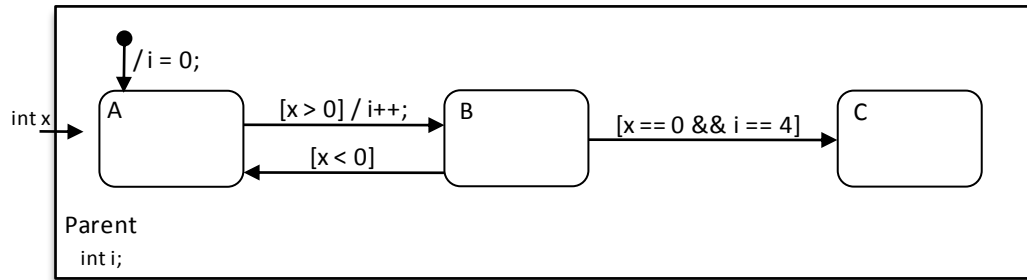 / i = 0;
A
[x > 0] / i++;
B
[x == 0 && i == 4]
C
int x
[x < 0]
Parent
int i;